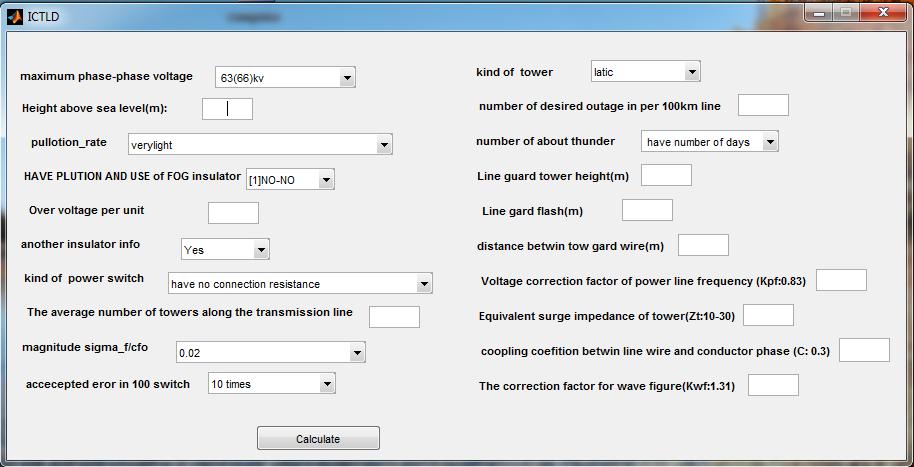 ICTLD
maximum phase-phase voltage
63(66)kv
Height above sea level(m):
pullotion_rate
verylight
HAVE PLUTION AND USE of FOG insulator
[1]NO-NO
Over voltage per unit
another insulator info
Yes
kind of power switch
have no connection resistance
The average number of towers along the transmission line
magnitude sigma_f/cfo
0.02
accecepted eror in 100 switch
10 times
Calculate
kind of tower
latic
number of desired outage in per 100km line
number of about thunder
have number of days
Line guard tower height(m)
Line gard flash(m)
distance betwin tow gard wire(m)
Voltage correction factor of power line frequency (Kpf:0.83)
Equivalent surge impedance of tower(Zt:10-30)
coopling coefition betwin line wire and conductor phase (C: 0.3)
The correction factor for wave figure(Kwf:1.31)